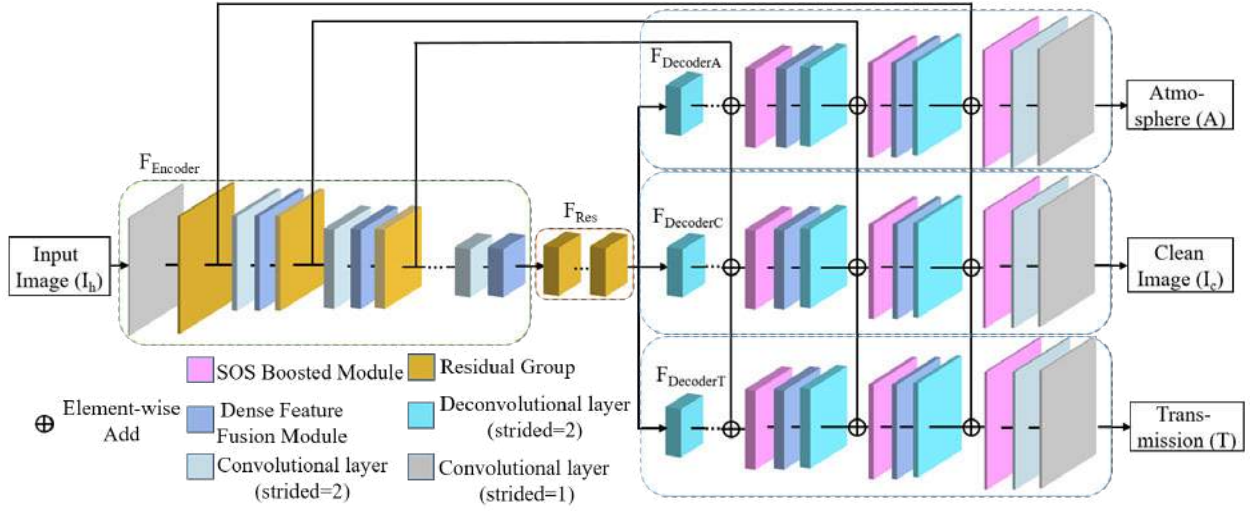 F_Encoder
Input
Image (I_h)
F_Res
F_DecoderA
Atmo-
sphere (A)
F_DecoderC
Clean
Image (I_c)
F_DecoderT
Trans-
mission (T)
Element-wise
Add
SOS Boosted Module
Dense Feature
Fusion Module
Convolutional layer
(strided=2)
Residual Group
Deconvolutional layer
(strided=2)
Convolutional layer
(strided=1)